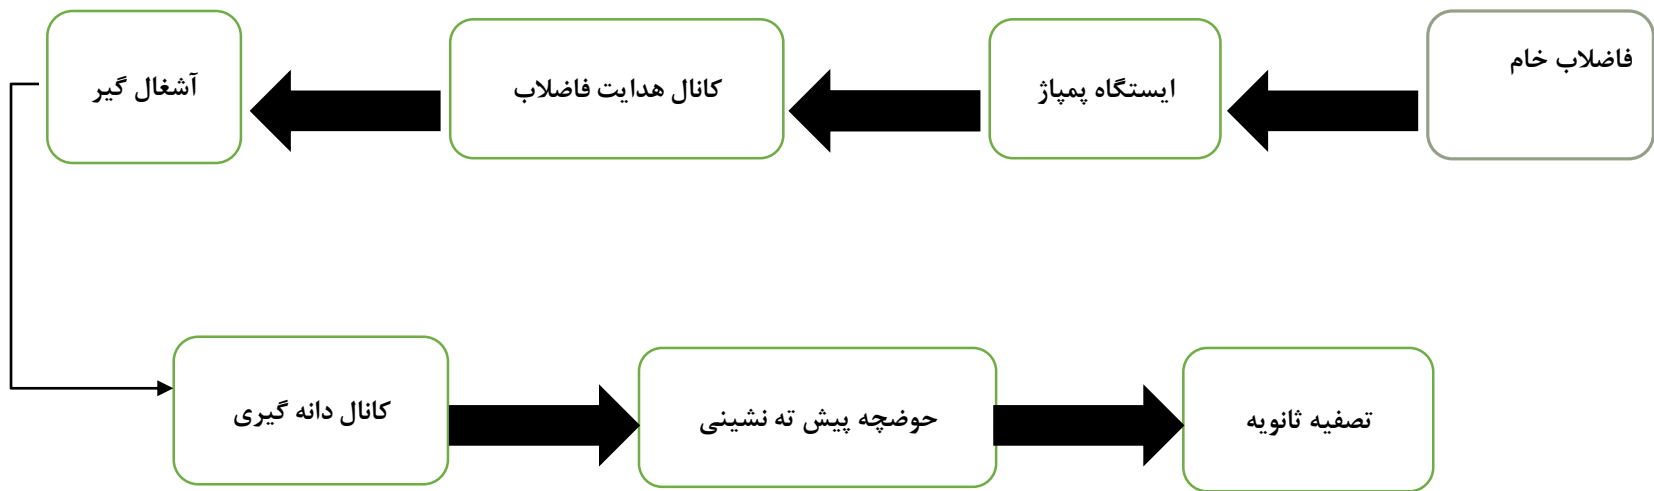 فاضلاب خام
ایستگاه پمپاژ
کانال هدایت فاضلاب
آشغال گیر
کانال دانه گیری
حوضچه پیش ته نشینی
تصفیه ثانویه